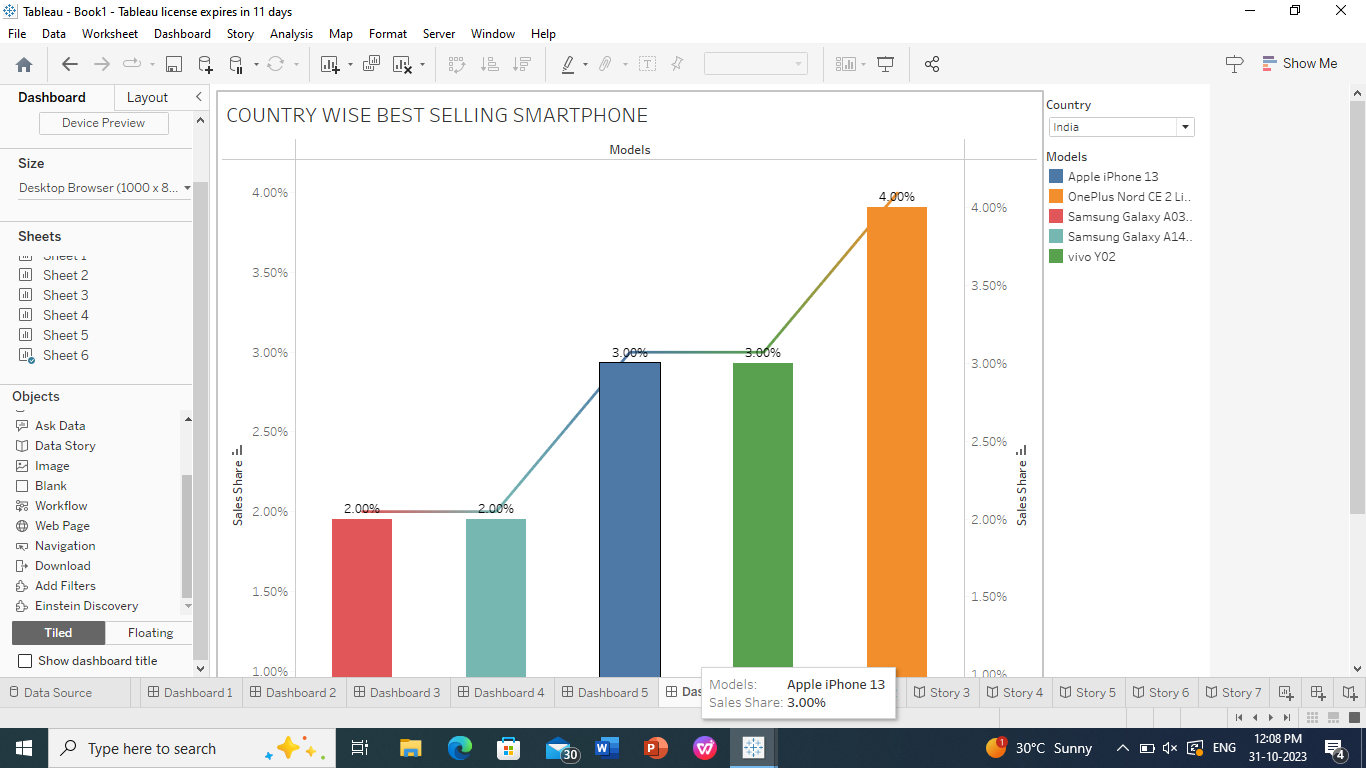 Tableau - Book1 - Tableau license expires in 11 days
File Data Worksheet Dashboard Story Analysis Map Format Server Window Help
Show Me
Dashboard Layout
Device Preview
Size
Desktop Browser (1000 x 8...
Sheets
Sheet 1
Sheet 2
Sheet 3
Sheet 4
Sheet 5
Sheet 6
Objects
Ask Data
Data Story
Image
Blank
Workflow
Web Page
Navigation
Download
Add Filters
Einstein Discovery
Tiled Floating
Show dashboard title
COUNTRY WISE BEST SELLING SMARTPHONE
Models
4.00%
3.50%
3.00%
2.50%
2.00%
1.50%
1.00%
Sales Share
2.00%
2.00%
3.00%
3.00%
4.00%
4.00%
3.50%
3.00%
2.50%
2.00%
1.50%
1.00%
Sales Share
Country
India
Models
Apple iPhone 13
OnePlus Nord CE 2 Li..
Samsung Galaxy A03..
Samsung Galaxy A14..
vivo Y02
Models: Apple iPhone 13
Sales Share: 3.00%
Data Source Dashboard 1 Dashboard 2 Dashboard 3 Dashboard 4 Dashboard 5 Story 3 Story 4 Story 5 Story 6 Story 7
Type here to search
30
1
30°C Sunny
ENG
12:08 PM
31-10-2023
4